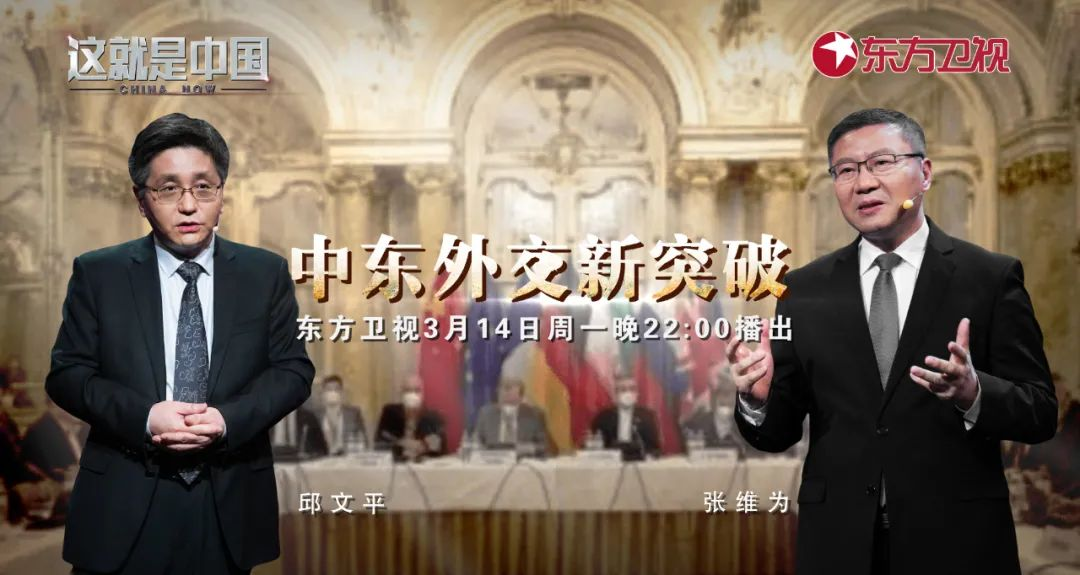 这就是中国
CHINA NOW
东方卫视
中东外交新突破
东方卫视3月14日周一晚22:00播出
邱文平
张维为